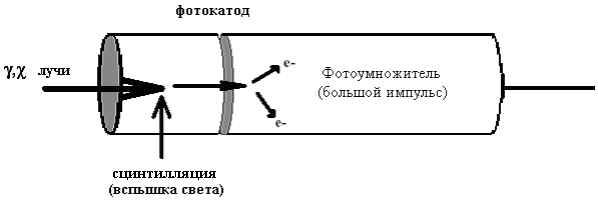 фотокатод
γ,χ лучи
e-
e-
Фотоумножитель
(большой импульс)
сцинтилляция
(вспышка света)